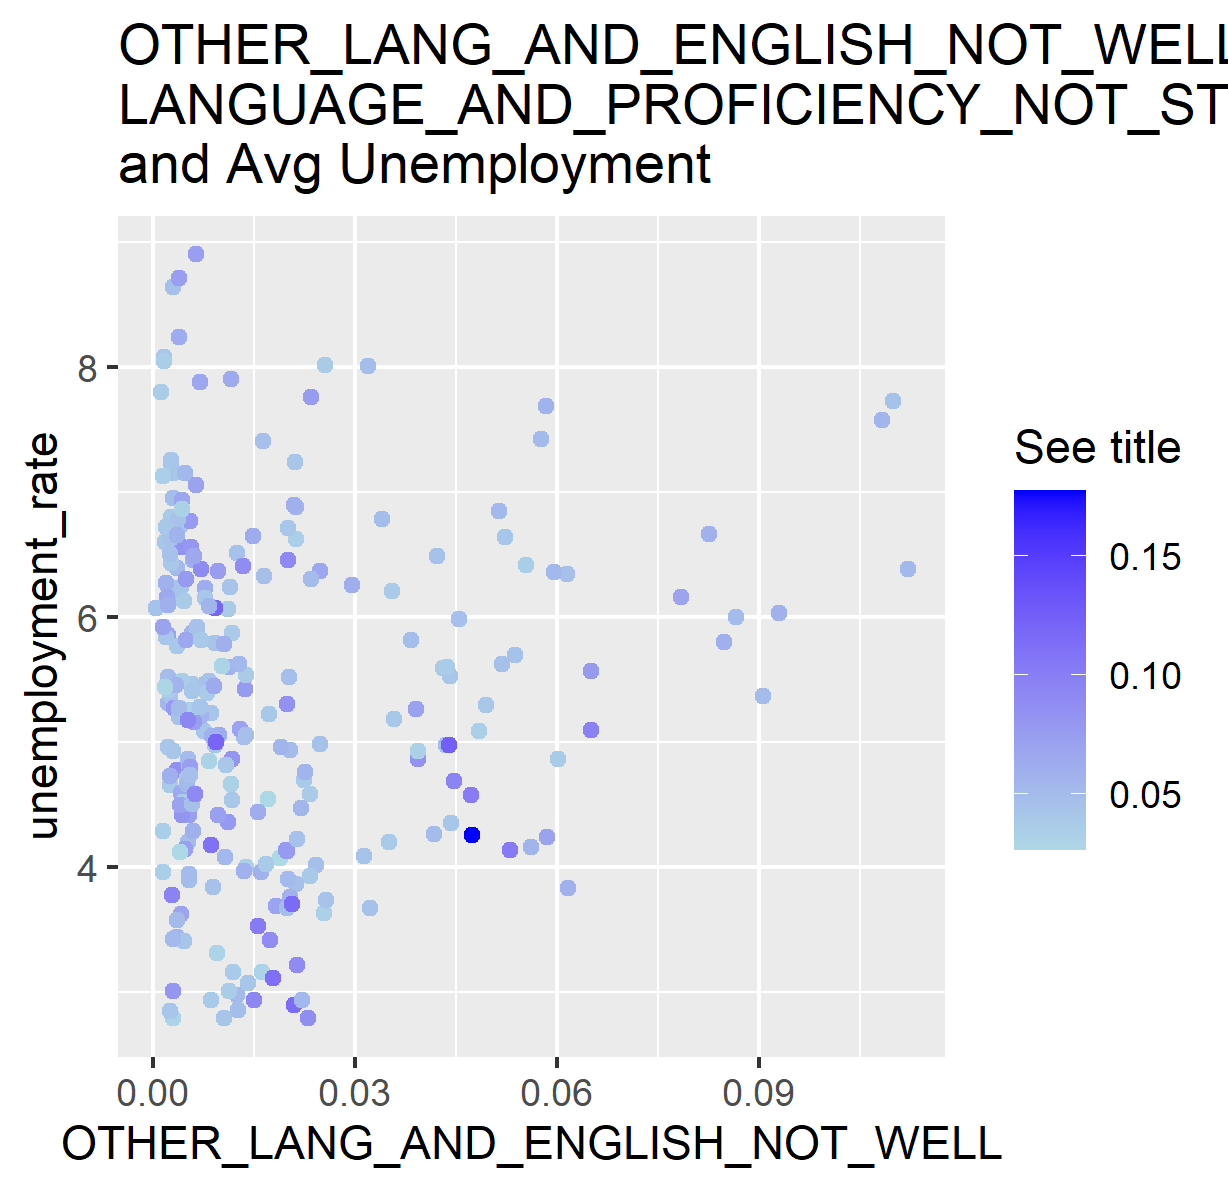 OTHER_LANG_AND_ENGLISH_NOT_WELL
LANGUAGE_AND_PROFICIENCY_NOT_ST
and Avg Unemployment
unemployment_rate
8
6
4
0.00 0.03 0.06 0.09
OTHER_LANG_AND_ENGLISH_NOT_WELL
See title
0.15
0.10
0.05